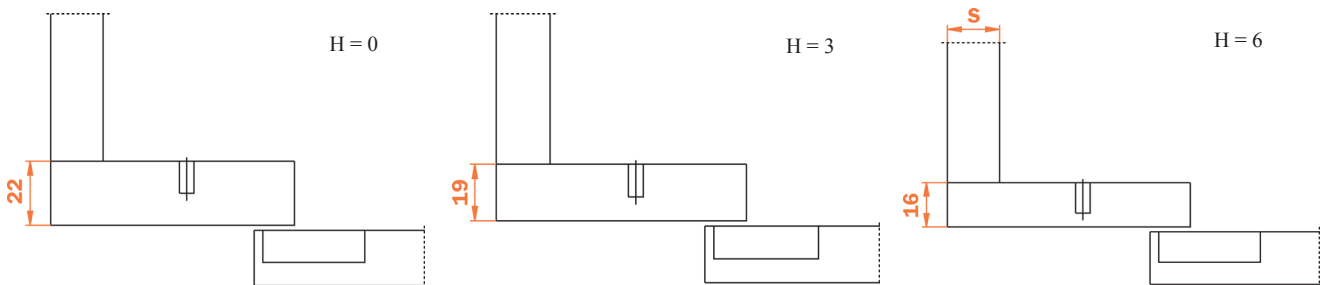 H = 0
22
H = 3
19
S
H = 6
16